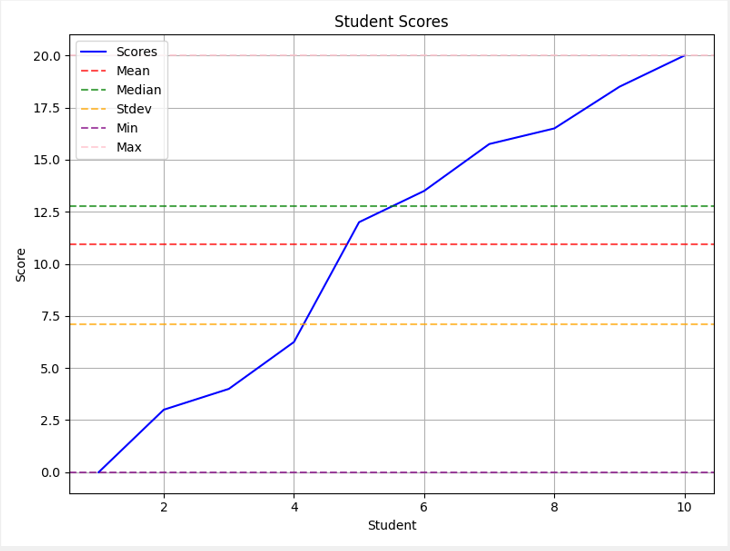 Student Scores
Scores
Mean
Median
Stdev
Min
Max
20.0
17.5
15.0
12.5
10.0
7.5
5.0
2.5
0.0
Score
2 4 6 8 10
Student